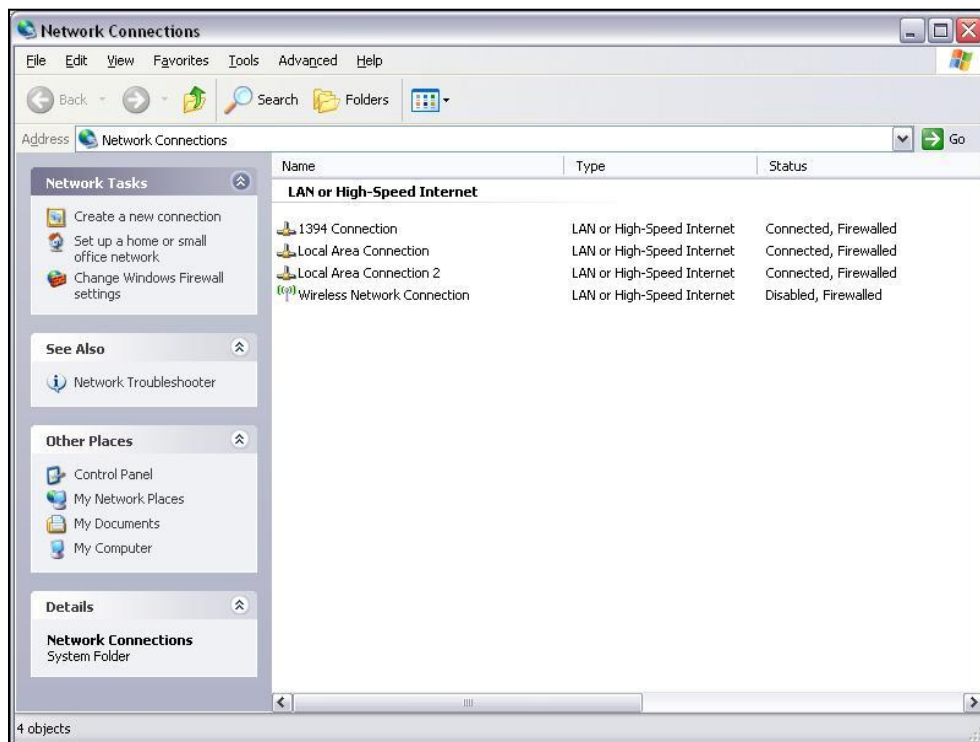 Network Connections
File Edit View Favorites Tools Advanced Help
Back Search Folders
Address Network Connections Go
Network Tasks
Create a new connection
Set up a home or small
office network
Change Windows Firewall
settings
See Also
Network Troubleshooter
Other Places
Control Panel
My Network Places
My Documents
My Computer
Details
Network Connections
System Folder
Name Type Status
LAN or High-Speed Internet
1394 Connection LAN or High-Speed Internet Connected, Firewalled
Local Area Connection LAN or High-Speed Internet Connected, Firewalled
Local Area Connection 2 LAN or High-Speed Internet Connected, Firewalled
Wireless Network Connection LAN or High-Speed Internet Disabled, Firewalled
4 objects